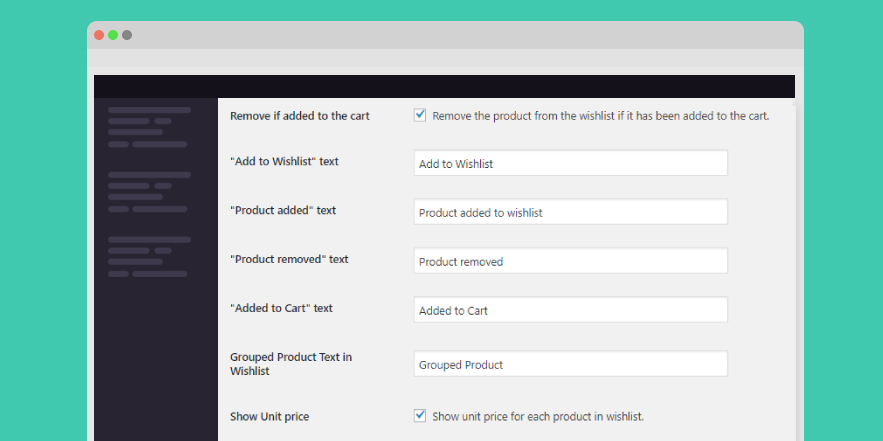 Remove if added to the cart
Remove the product from the wishlist if it has been added to the cart.
"Add to Wishlist" text
Add to Wishlist
"Product added" text
Product added to wishlist
"Product removed" text
Product removed
"Added to Cart" text
Added to Cart
Grouped Product Text in
Wishlist
Grouped Product
Show Unit price
Show unit price for each product in wishlist.